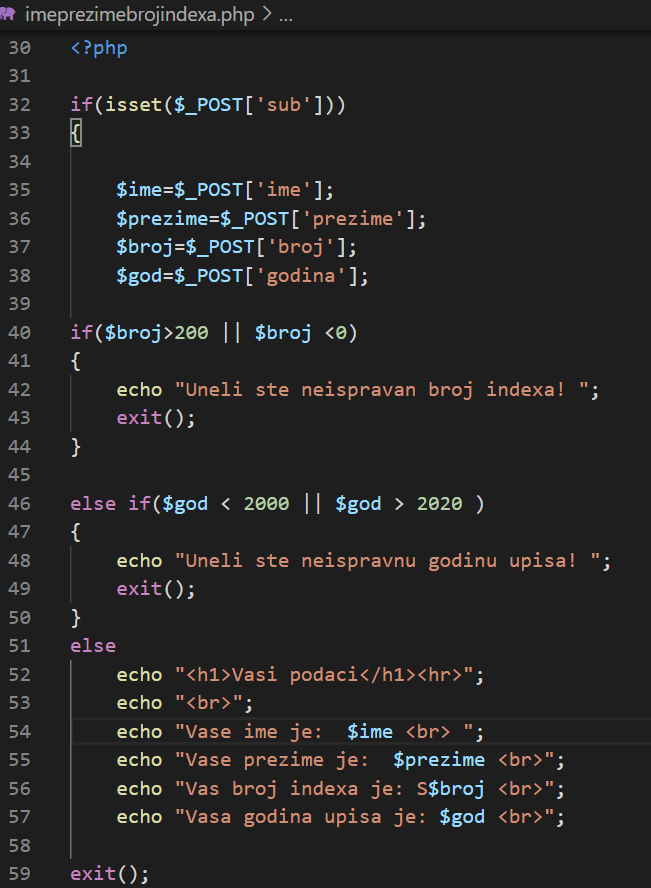 imeprezimebrojindexa.php > ...
30 <?php
31
32 if(isset($_POST['sub']))
33 {
34
35     $ime=$_POST['ime'];
36     $prezime=$_POST['prezime'];
37     $broj=$_POST['broj'];
38     $god=$_POST['godina'];
39
40 if($broj>200 || $broj <0)
41 {
42     echo "Uneli ste neispravan broj indexa! ";
43     exit();
44 }
45
46 else if($god < 2000 || $god > 2020 )
47 {
48     echo "Uneli ste neispravnu godinu upisa! ";
49     exit();
50 }
51 else
52     echo "<h1>Vasi podaci</h1><hr>";
53     echo "<br>";
54     echo "Vase ime je:  $ime <br> ";
55     echo "Vase prezime je:  $prezime <br>";
56     echo "Vas broj indexa je: S$broj <br>";
57     echo "Vasa godina upisa je: $god <br>";
58
59 exit();